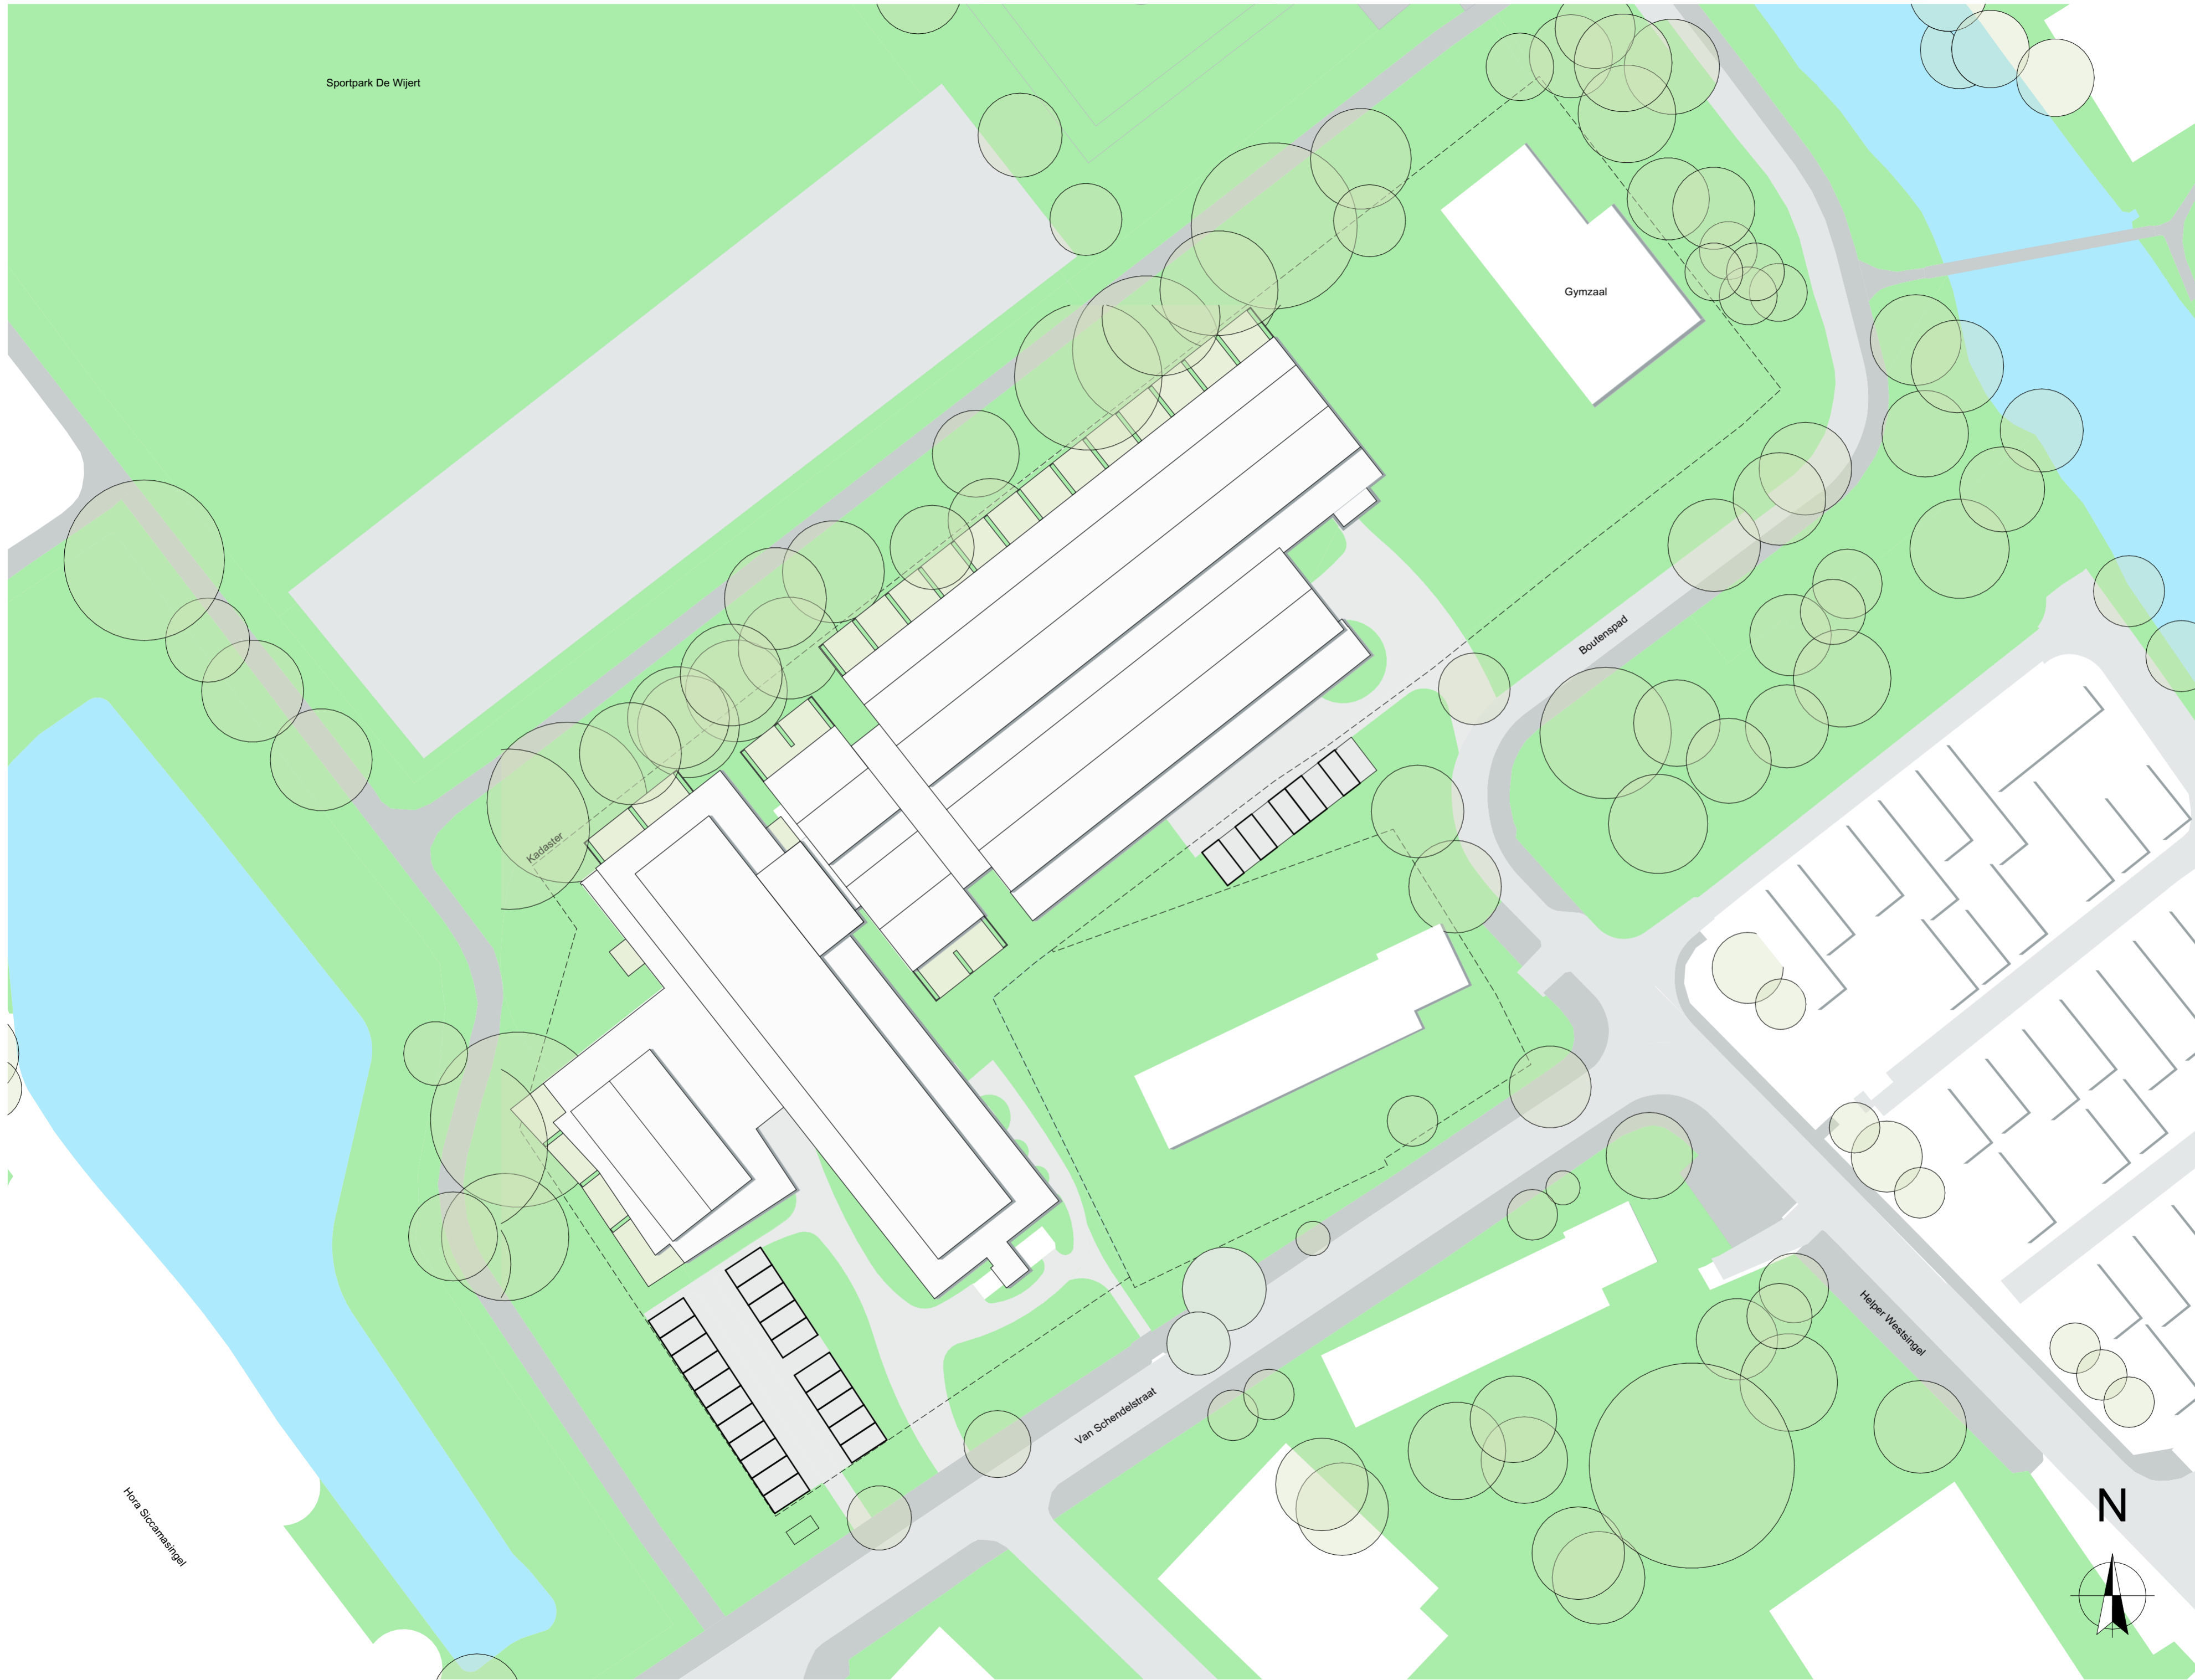 Sportpark De Wijert
Gymzaal
Boutenspad
Kadaster
Helper Westsingel
Van Schendelstraat
Hora Siccamasingel
N